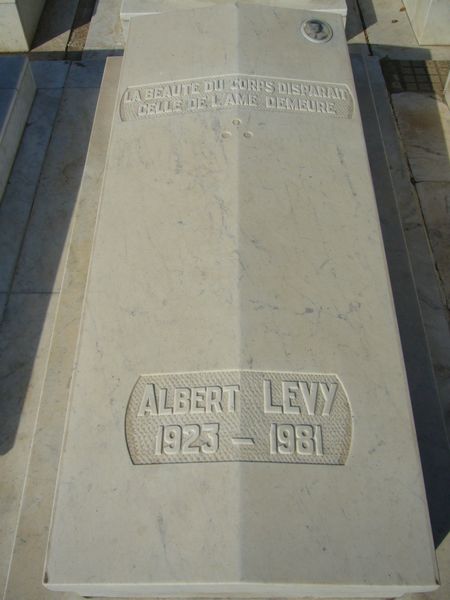 LA BEAUTE DU CORPS DISPARAIT
CELLE DE L'AME DEMEURE
ALBERT LEVY
1923 - 1981